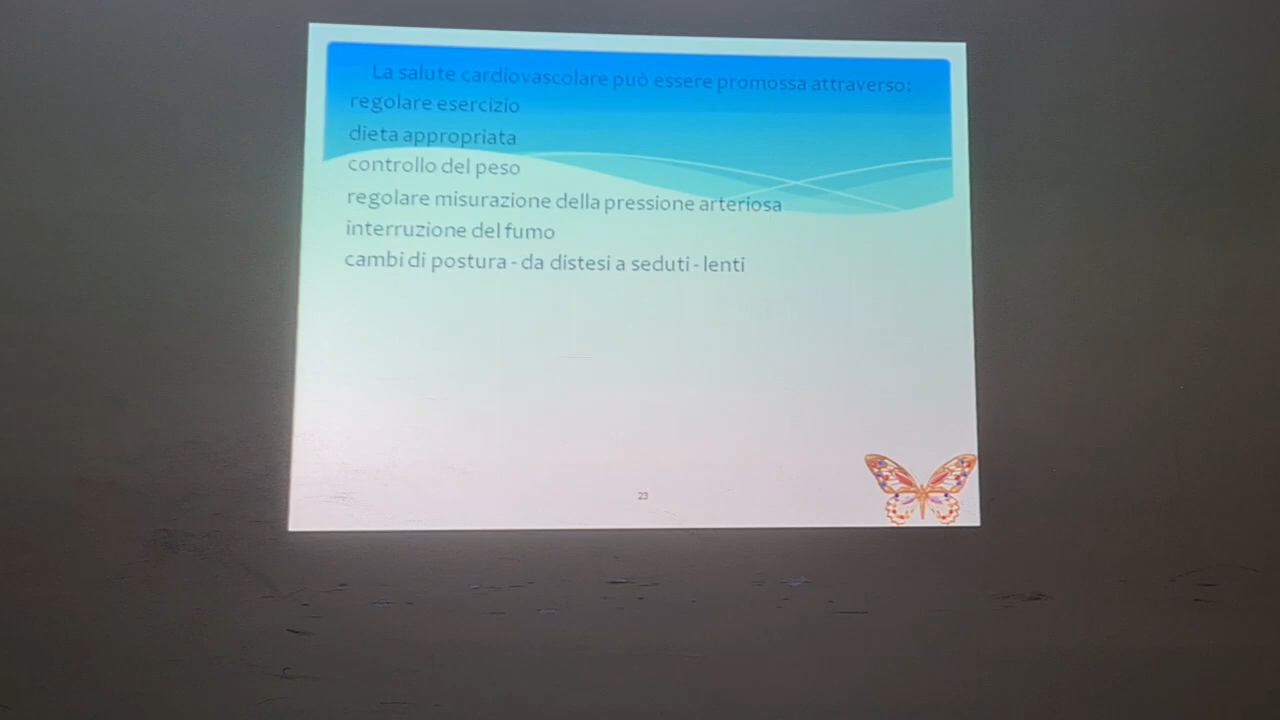 La salute cardiovascolare può essere promossa attraverso:
regolare esercizio
dieta appropriata
controllo del peso
regolare misurazione della pressione arteriosa
interruzione del fumo
cambi di postura - da distesi a seduti - lenti
23